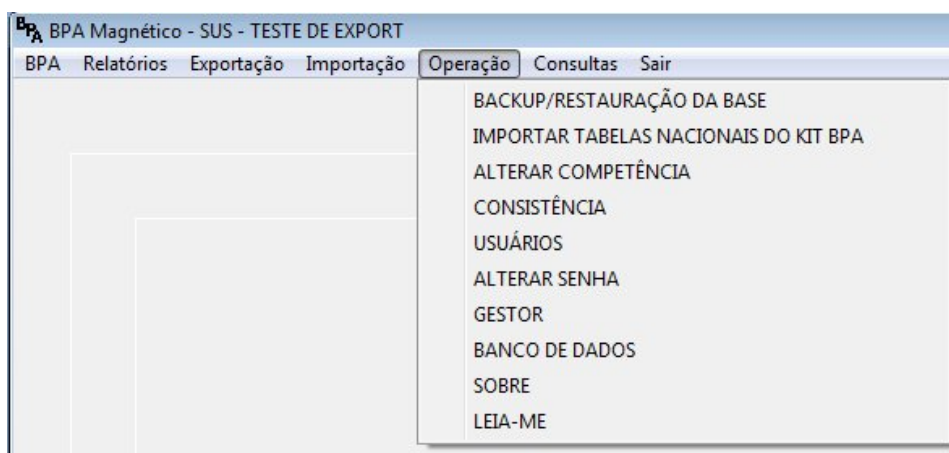 BPA BPA Magnético - SUS - TESTE DE EXPORT
BPA Relatórios Exportação Importação Operação Consultas Sair
BACKUP/RESTAURAÇÃO DA BASE
IMPORTAR TABELAS NACIONAIS DO KIT BPA
ALTERAR COMPETÊNCIA
CONSISTÊNCIA
USUÁRIOS
ALTERAR SENHA
GESTOR
BANCO DE DADOS
SOBRE
LEIA-ME